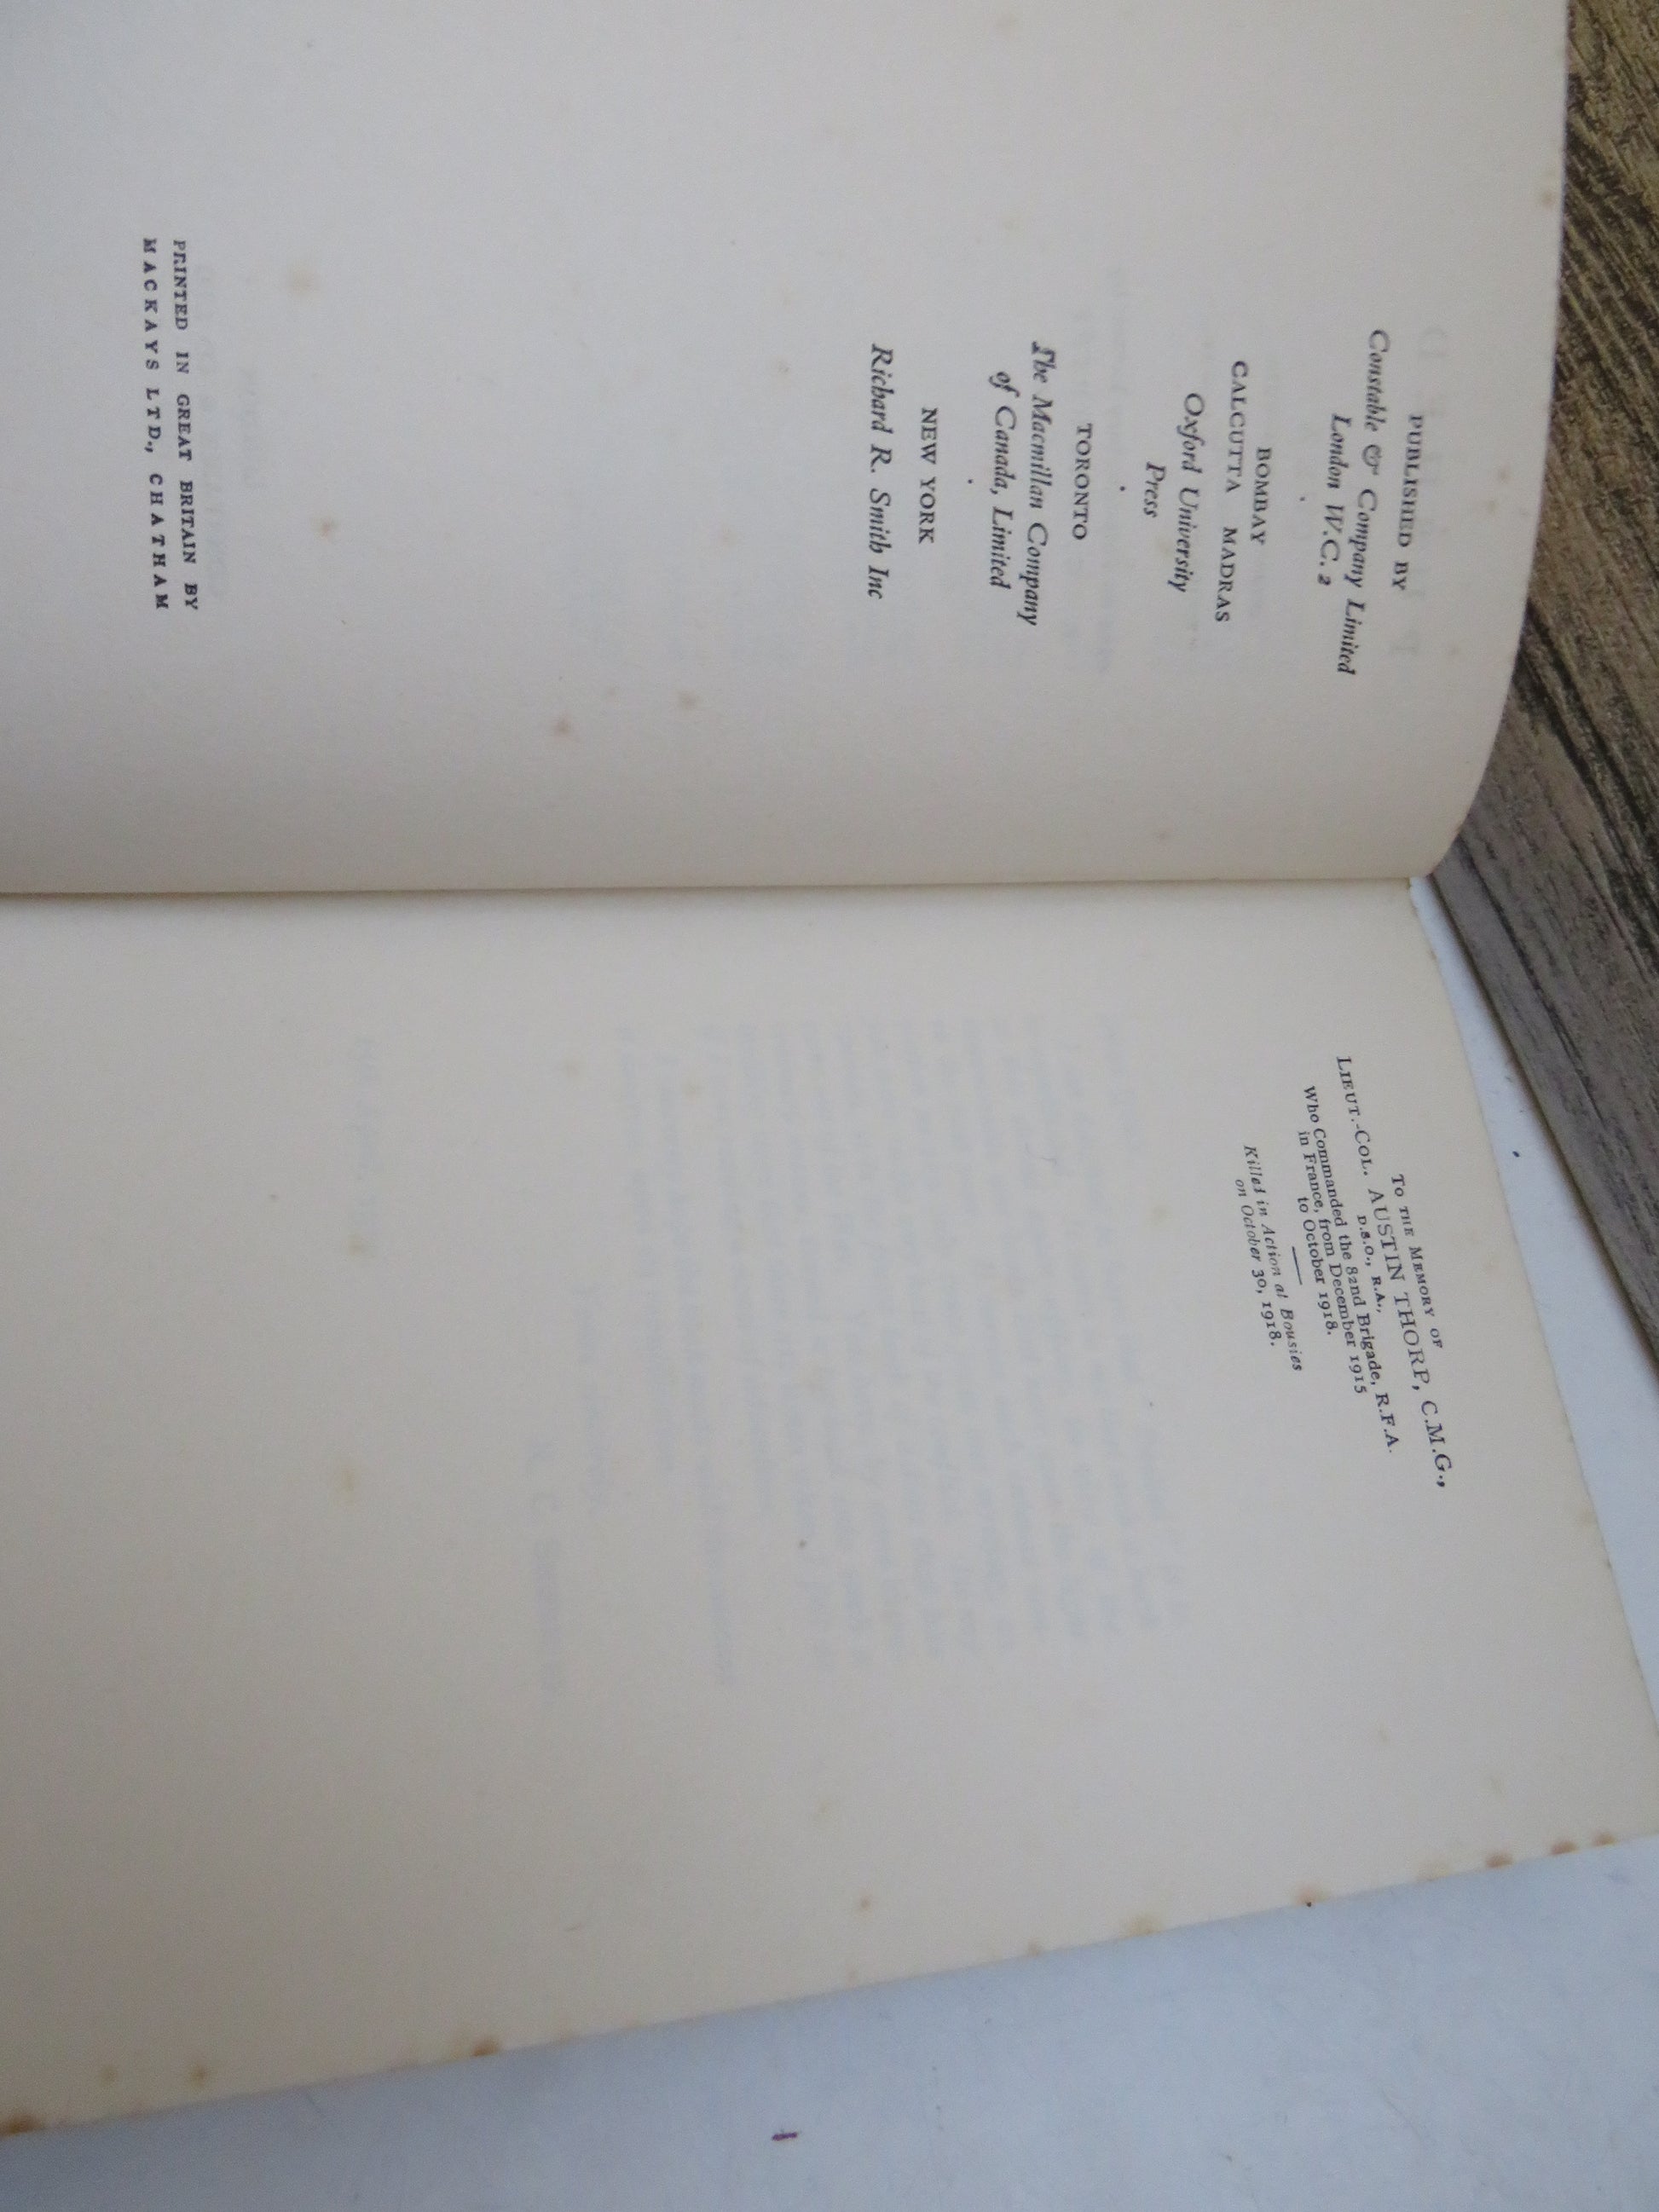 PUBLISHED BY
Constable & Company Limited
London W.C. 2
BOMBAY
CALCUTTA MADRAS
Oxford University
Press
TORONTO
The Macmillan Company
of Canada, Limited
NEW YORK
Richard R. Smith Inc
PRINTED IN GREAT BRITAIN BY
MACKAYS LTD., CHATHAM
To the Memory of
Lieut.-Col. AUSTIN THORP, C.M.G.,
D.S.O., R.A.,
Who Commanded the 82nd Brigade, R.F.A.
in France, from December 1915
to October 1918.
Killed in Action at Bousies
on October 30, 1918.